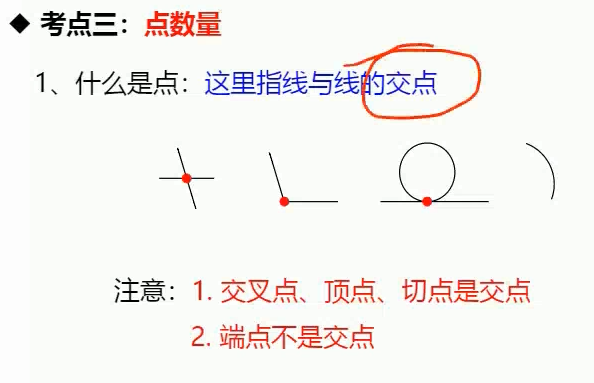 ◆ 考点三：点数量
1、什么是点：这里指线与线的交点
注意：1. 交叉点、顶点、切点是交点
2. 端点不是交点